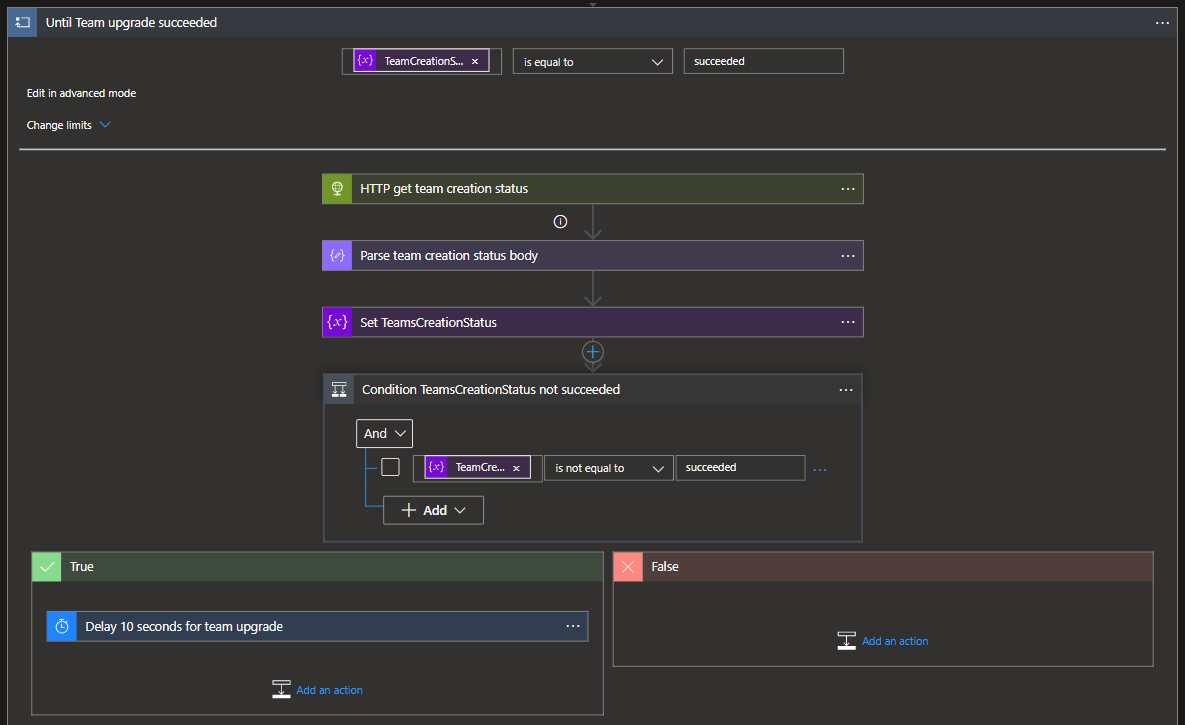 Until Team upgrade succeeded
{x} TeamCreationS... × is equal to succeeded
Edit in advanced mode
Change limits
HTTP get team creation status
Parse team creation status body
{x} Set TeamsCreationStatus
Condition TeamsCreationStatus not succeeded
And
{x} TeamCre... × is not equal to succeeded ...
+ Add
True
False
Delay 10 seconds for team upgrade
Add an action
Add an action